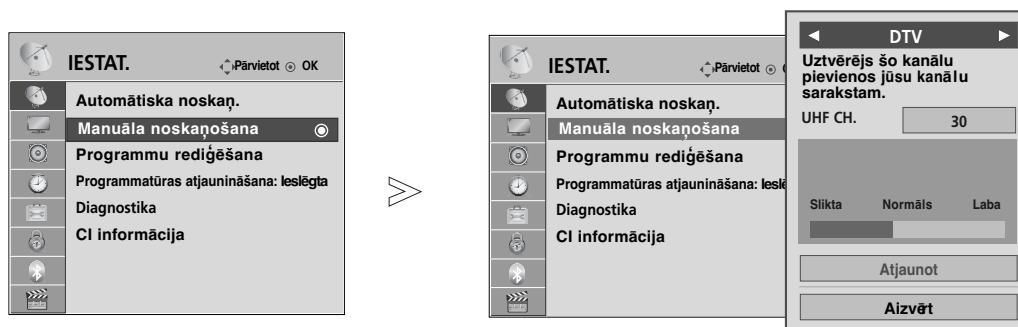 IESTAT.
Pārvietot OK
Automātiska noskaņ.
Manuāla noskaņošana
Programmu rediģēšana
Programmatūras atjaunināšana: Ieslēgta
Diagnostika
CI informācija
IESTAT.
Pārvietot
Automātiska noskaņ.
Manuāla noskaņošana
Programmu rediģēšana
Programmatūras atjaunināšana: Ieslē
Diagnostika
CI informācija
DTV
Uztvērējs šo kanālu
pievienos jūsu kanālu
sarakstam.
UHF CH. 30
Slikta Normāls Laba
Atjaunot
Aizvērt